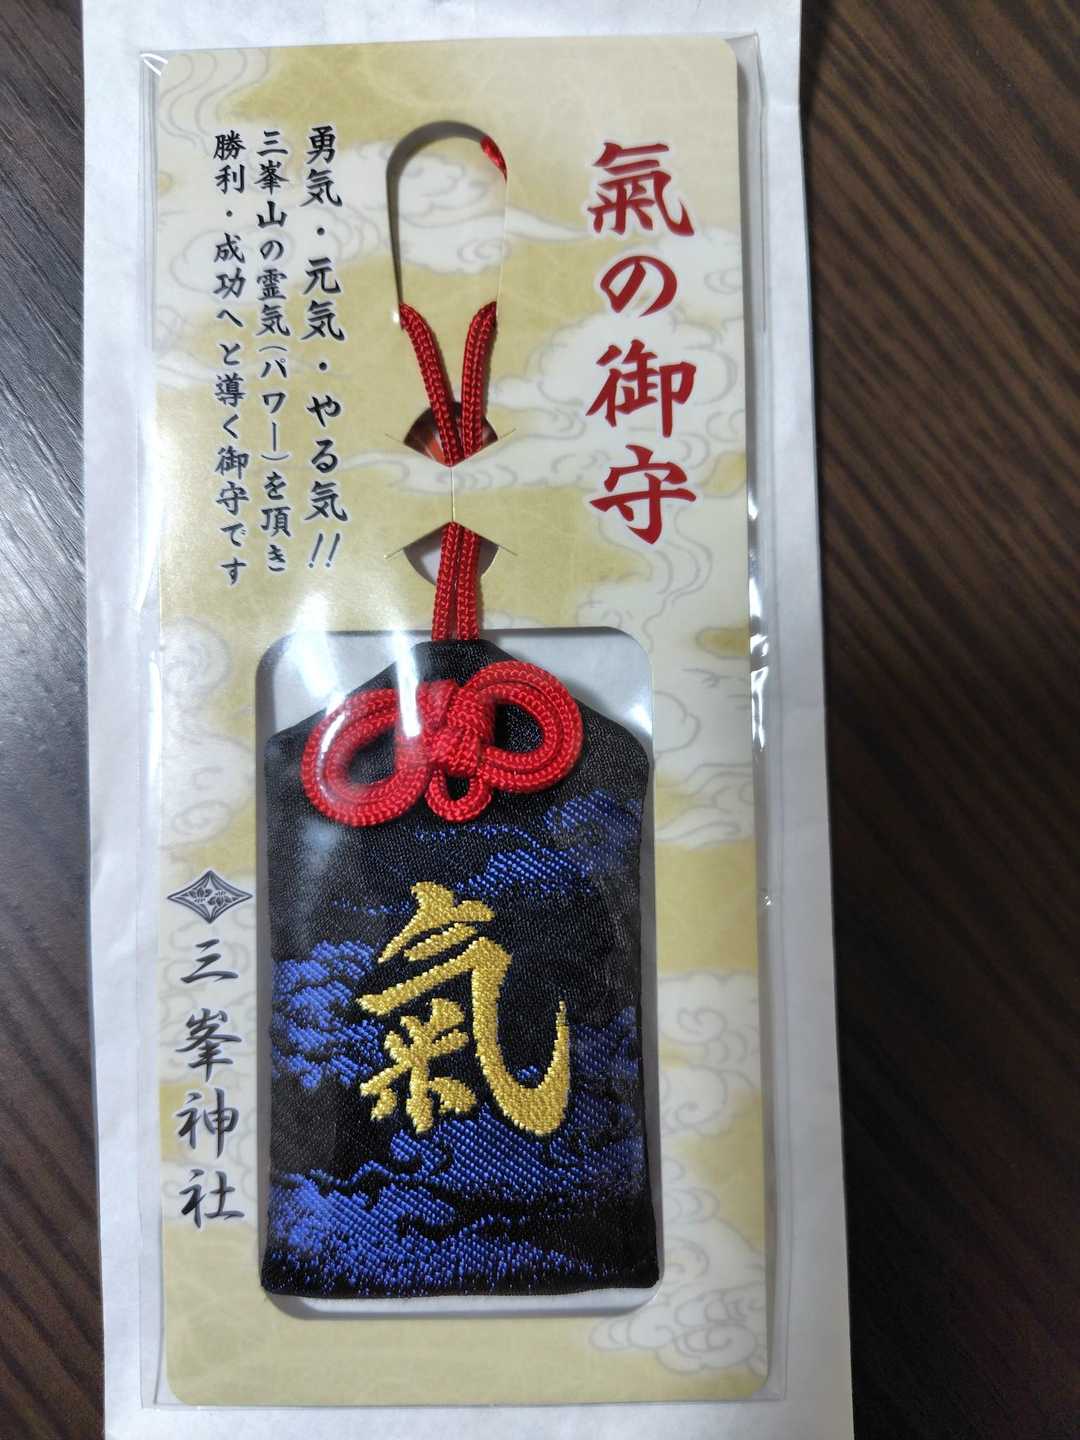 氣の御守
勇気・元気・やる気!!
三峯山の霊気(パワー)を頂き
勝利・成功へと導く御守です
三峯神社
氣